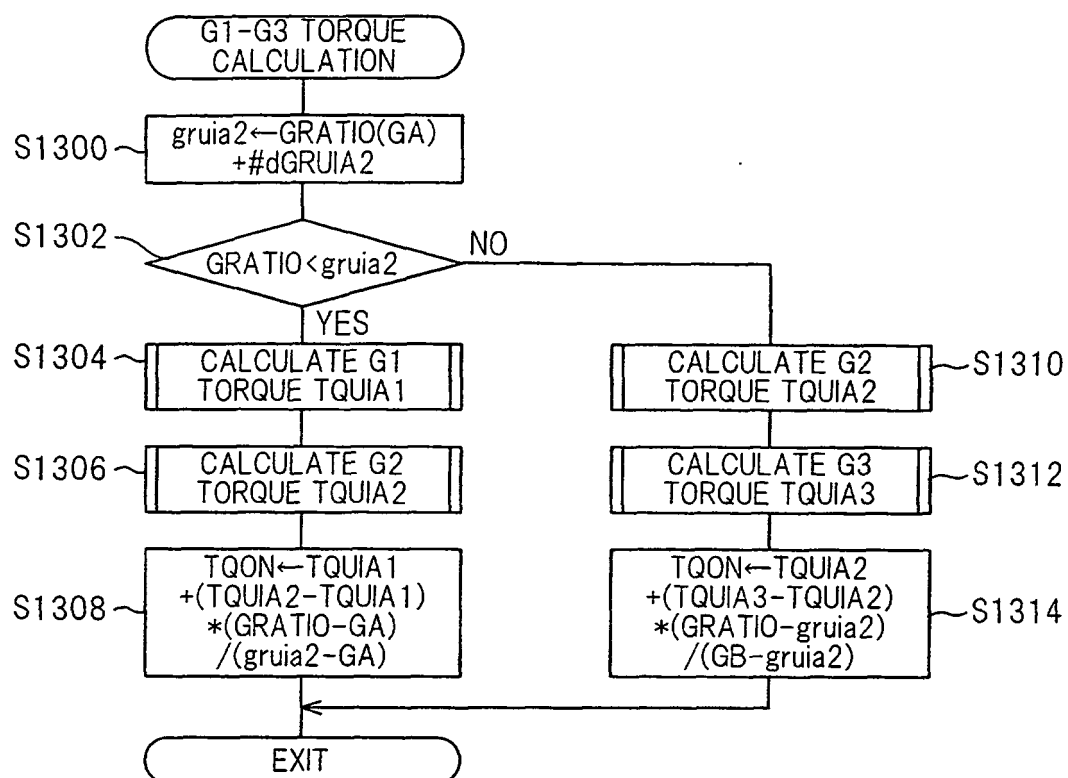 G1-G3 TORQUE
CALCULATION
S1300
gruia2←GRATIO(GA)
+#dGRUIA2
S1302
GRATIO<gruia2
NO
YES
S1304
CALCULATE G1
TORQUE TQUIA1
S1306
CALCULATE G2
TORQUE TQUIA2
S1308
TQON←TQUIA1
+(TQUIA2-TQUIA1)
*(GRATIO-GA)
/(gruia2-GA)
CALCULATE G2
TORQUE TQUIA2
S1310
CALCULATE G3
TORQUE TQUIA3
S1312
TQON←TQUIA2
+(TQUIA3-TQUIA2)
*(GRATIO-gruia2)
/(GB-gruia2)
S1314
EXIT